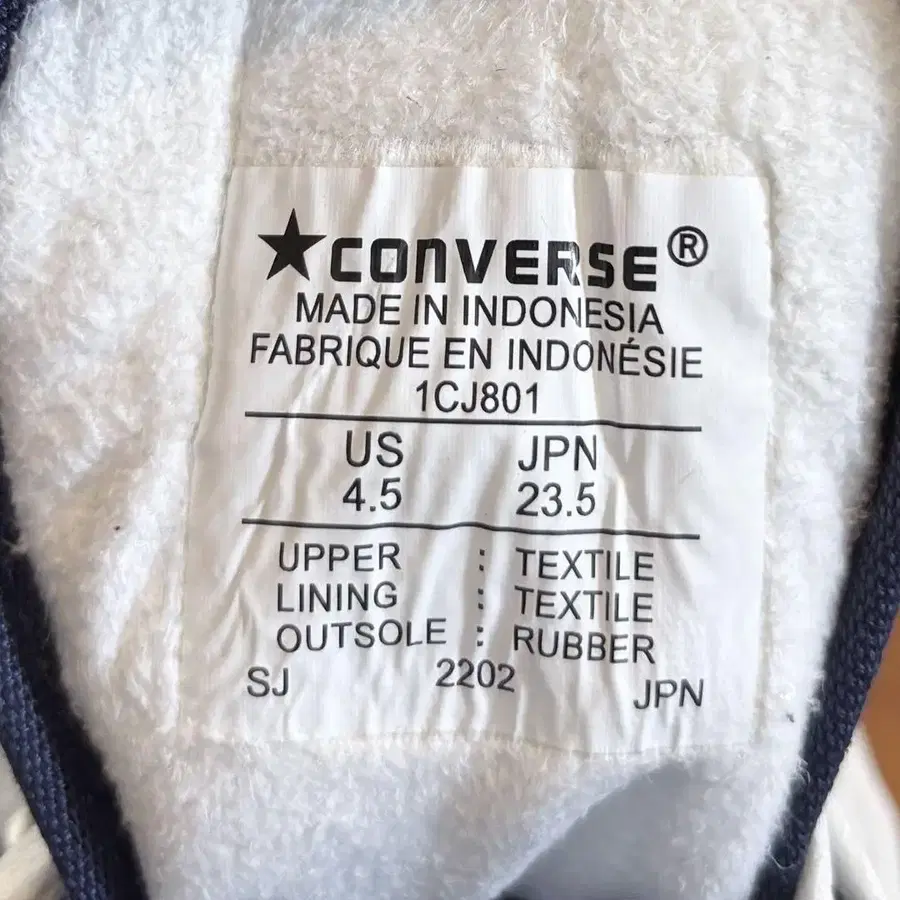 ★CONVERSE®
MADE IN INDONESIA
FABRIQUE EN INDONÉSIE
1CJ801
US JPN
4.5 23.5
UPPER : TEXTILE
LINING : TEXTILE
OUTSOLE : RUBBER
SJ 2202 JPN